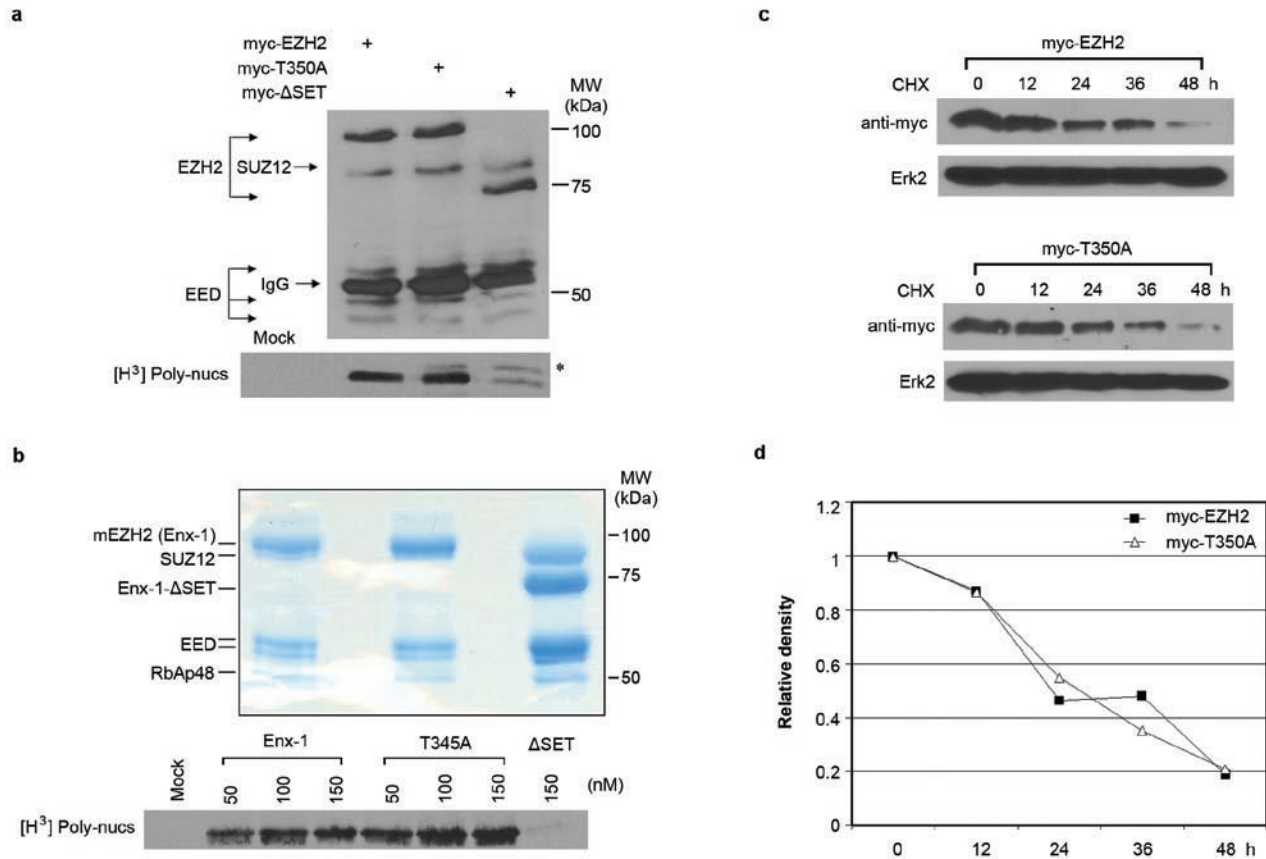 a
myc-EZH2 +
myc-T350A +
myc-ΔSET +
MW
(kDa)
100
EZH2
SUZ12
75
IgG
EED
50
Mock
[H³] Poly-nucs
*
b
MW
(kDa)
mEZH2 (Enx-1)
100
SUZ12
75
Enx-1-ΔSET
EED
RbAp48
50
Enx-1 T345A ΔSET
Mock 50 100 150 50 100 150 150 (nM)
[H³] Poly-nucs
c
myc-EZH2
CHX 0 12 24 36 48 h
anti-myc
Erk2
myc-T350A
CHX 0 12 24 36 48 h
anti-myc
Erk2
d
1.2
1
0.8
0.6
0.4
0.2
0
Relative density
myc-EZH2
myc-T350A
0 12 24 36 48 h